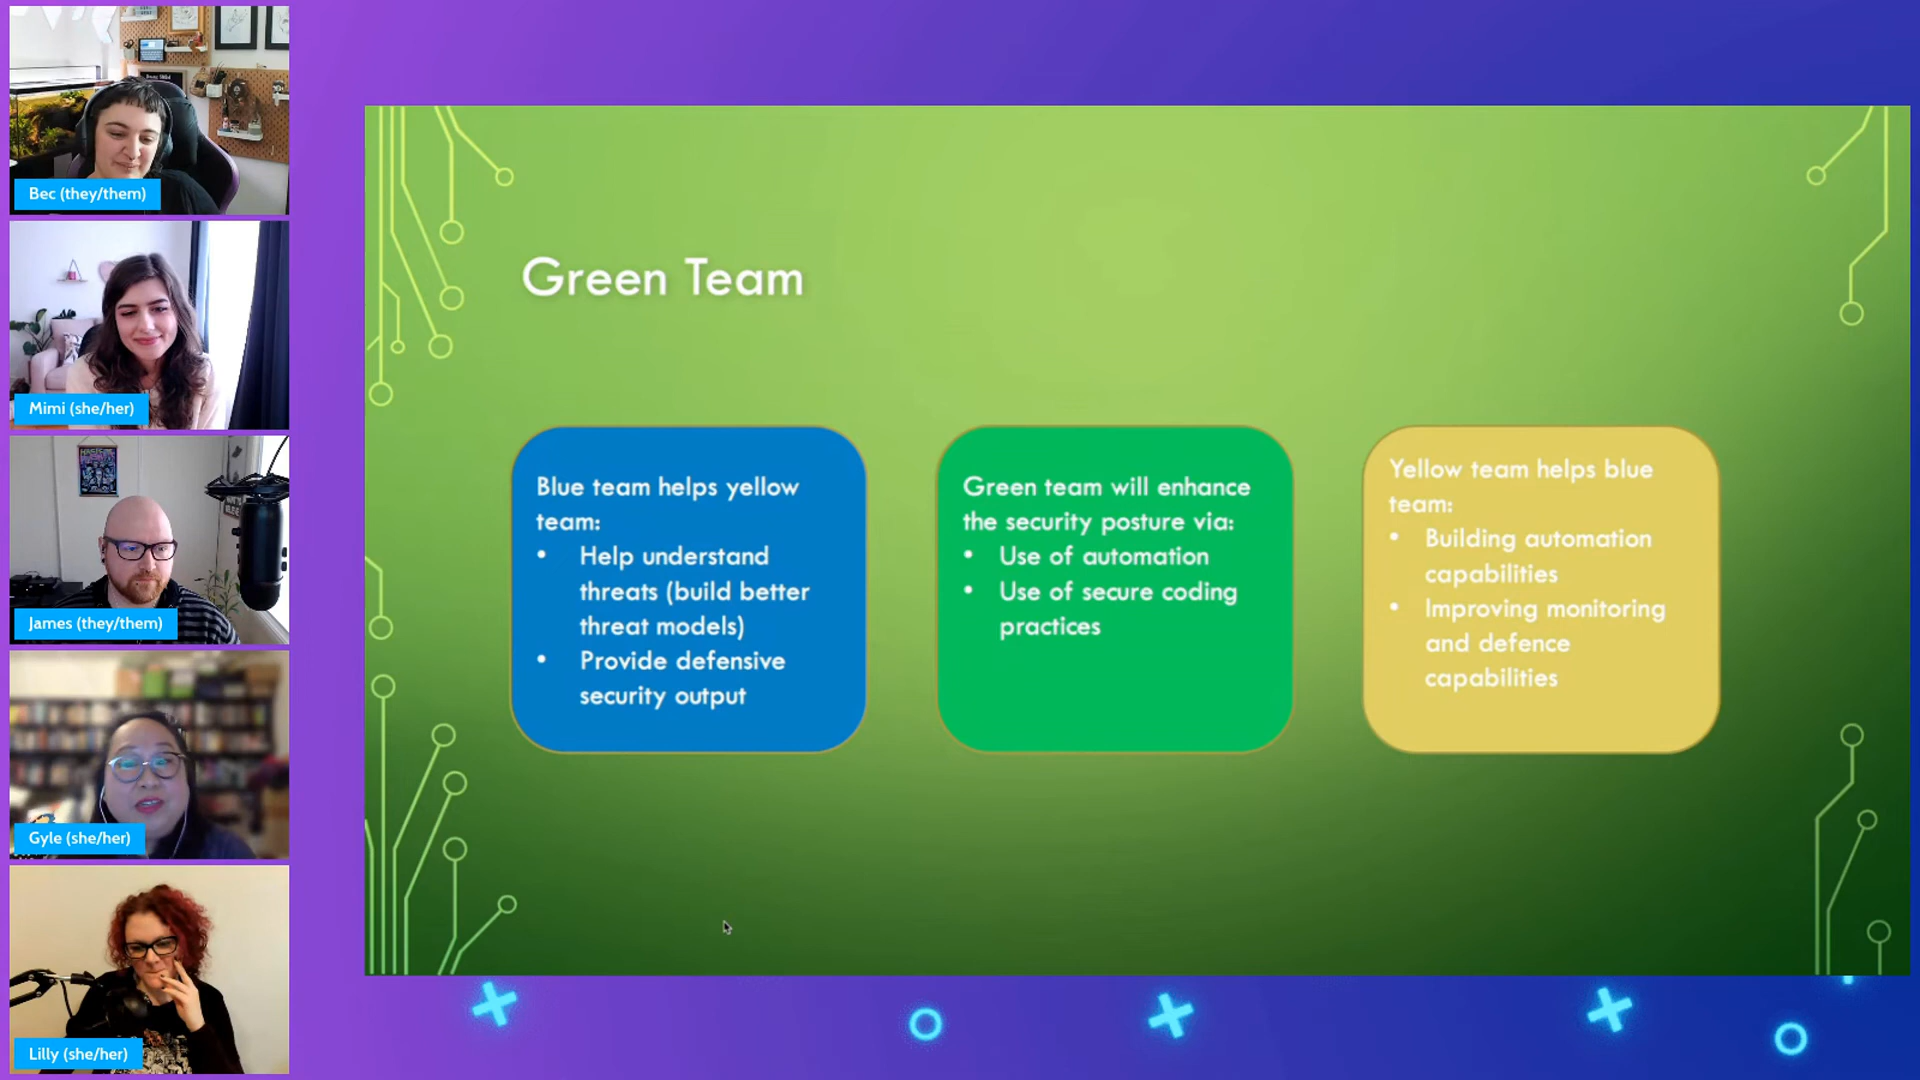 Bec (they/them)
Mimi (she/her)
James (they/them)
Gyle (she/her)
Lilly (she/her)
Green Team
Blue team helps yellow
team:
• Help understand
threats (build better
threat models)
• Provide defensive
security output
Green team will enhance
the security posture via:
• Use of automation
• Use of secure coding
practices
Yellow team helps blue
team:
• Building automation
capabilities
• Improving monitoring
and defence
capabilities